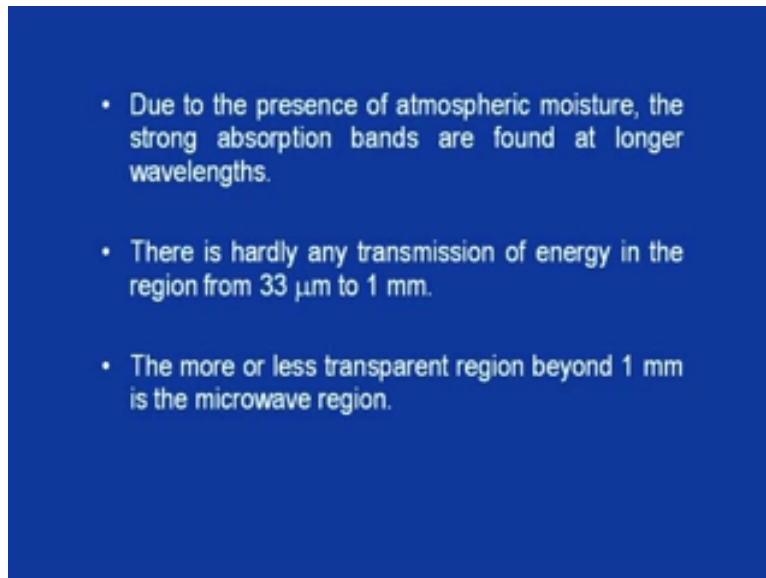 • Due to the presence of atmospheric moisture, the
strong absorption bands are found at longer
wavelengths.
• There is hardly any transmission of energy in the
region from 33 μm to 1 mm.
• The more or less transparent region beyond 1 mm
is the microwave region.